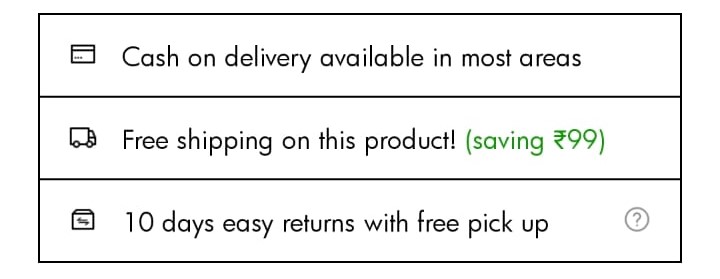 Cash on delivery available in most areas
Free shipping on this product! (saving ₹99)
10 days easy returns with free pick up ?